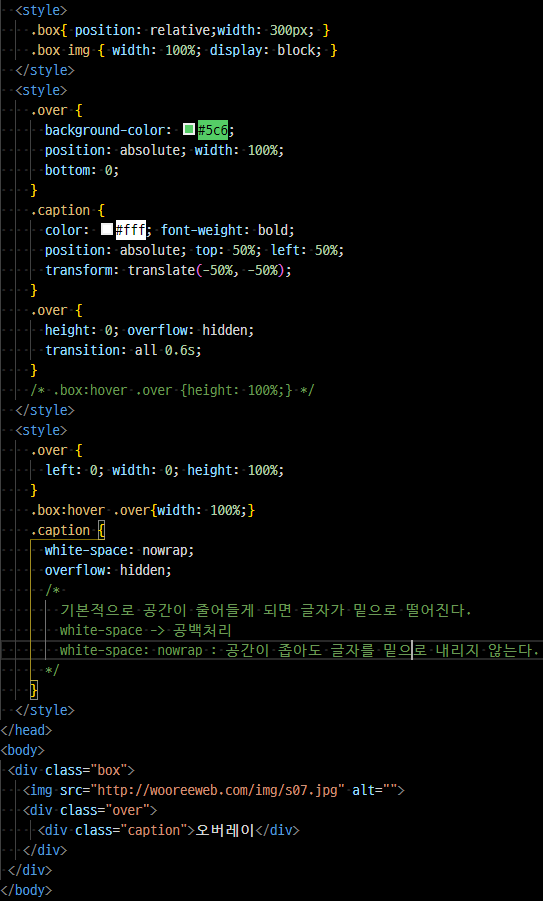 <style>
.box{ position: relative;width: 300px; }
.box img { width: 100%; display: block; }
</style>
<style>
.over {
background-color: #5c6;
position: absolute; width: 100%;
bottom: 0;
}
.caption {
color: #fff; font-weight: bold;
position: absolute; top: 50%; left: 50%;
transform: translate(-50%, -50%);
}
.over {
height: 0; overflow: hidden;
transition: all 0.6s;
}
/* .box:hover .over {height: 100%;} */
</style>
<style>
.over {
left: 0; width: 0; height: 100%;
}
.box:hover .over{width: 100%;}
.caption {
white-space: nowrap;
overflow: hidden;
/*
기본적으로 공간이 줄어들게 되면 글자가 밑으로 떨어진다.
white-space -> 공백처리
white-space: nowrap : 공간이 좁아도 글자를 밑으로 내리지 않는다.
*/
}
</style>
</head>
<body>
<div class="box">
<img src="http://wooreeweb.com/img/s07.jpg" alt="">
<div class="over">
<div class="caption">오버레이</div>
</div>
</div>
</body>